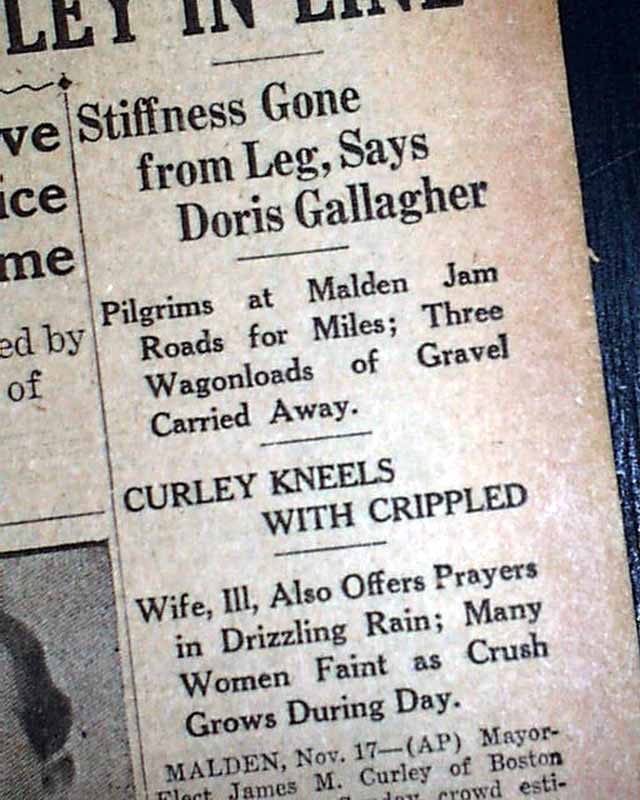 LEY IN LINE
ve
ice
me
ed by
of
Stiffness Gone
from Leg, Says
Doris Gallagher
Pilgrims at Malden Jam
Roads for Miles; Three
Wagonloads of Gravel
Carried Away.
CURLEY KNEELS
WITH CRIPPLED
Wife, Ill, Also Offers Prayers
in Drizzling Rain; Many
Women Faint as Crush
Grows During Day.
MALDEN, Nov. 17—(AP) Mayor-
Elect James M. Curley of Boston
crowd esti-